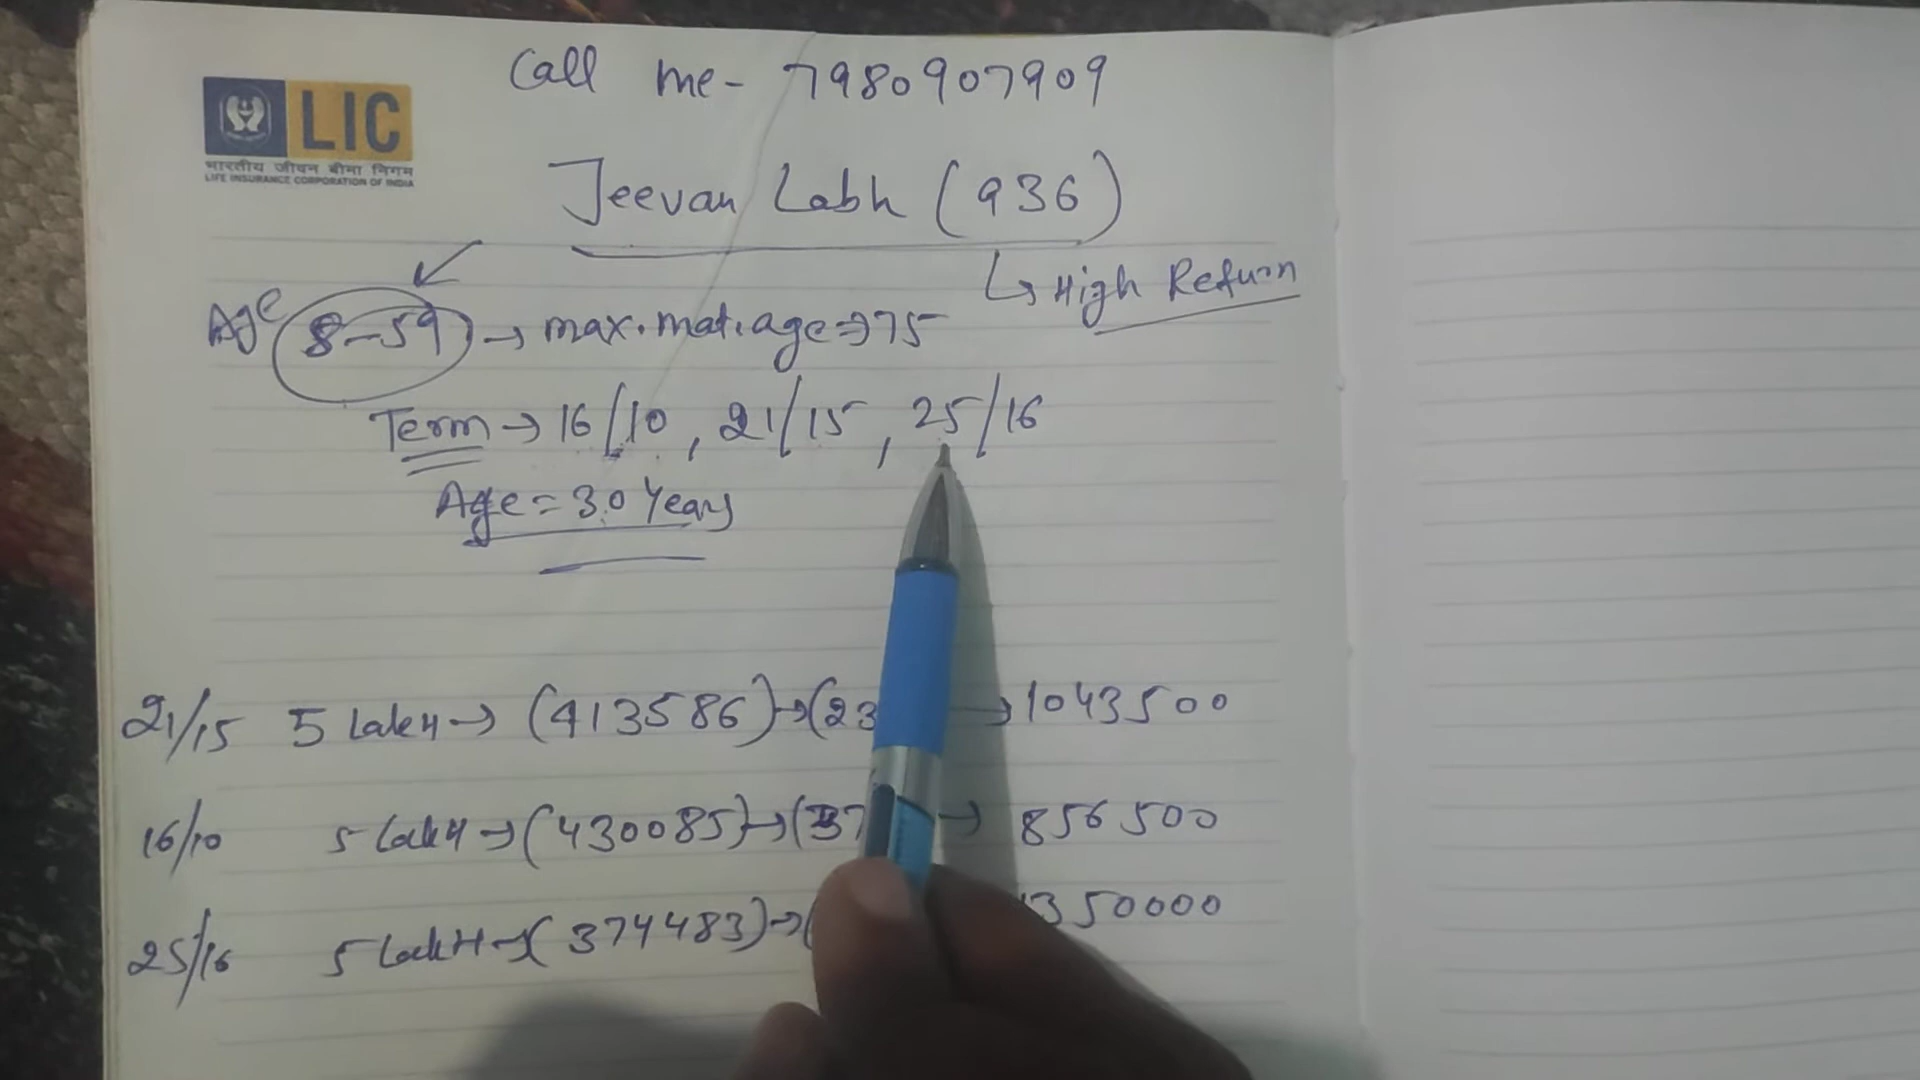 Call me- 7980907909
LIC
भारतीय जीवन बीमा निगम
LIFE INSURANCE CORPORATION OF INDIA
Jeevan Labh (936)
↳ High Return
Age 8-59 → max. mat. age ⇒ 75
Term → 16/10, 21/15, 25/16
Age = 30 Years
21/15 5 Lakh → (413586) → (23 → 1043500
16/10 5 Lakh → (430085) → (37 → 856500
25/16 5 Lakh → (374483) → ( 1350000